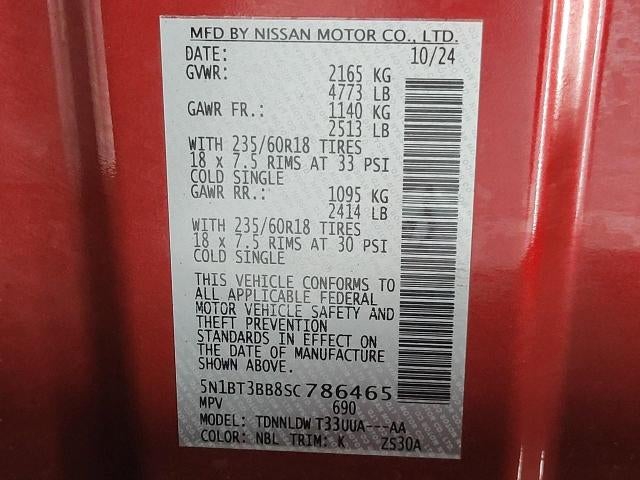 MFD BY NISSAN MOTOR CO., LTD.
DATE: 10/24
GVWR: 2165 KG
4773 LB
GAWR FR.: 1140 KG
2513 LB
WITH 235/60R18 TIRES
18 x 7.5 RIMS AT 33 PSI
COLD SINGLE
GAWR RR.: 1095 KG
2414 LB
WITH 235/60R18 TIRES
18 x 7.5 RIMS AT 30 PSI
COLD SINGLE
THIS VEHICLE CONFORMS TO
ALL APPLICABLE FEDERAL
MOTOR VEHICLE SAFETY AND
THEFT PREVENTION
STANDARDS IN EFFECT ON
THE DATE OF MANUFACTURE
SHOWN ABOVE.
5N1BT3BB8SC786465
MPV 690
MODEL: TDNNLDW T33UUA---AA
COLOR: NBL TRIM: K ZS30A